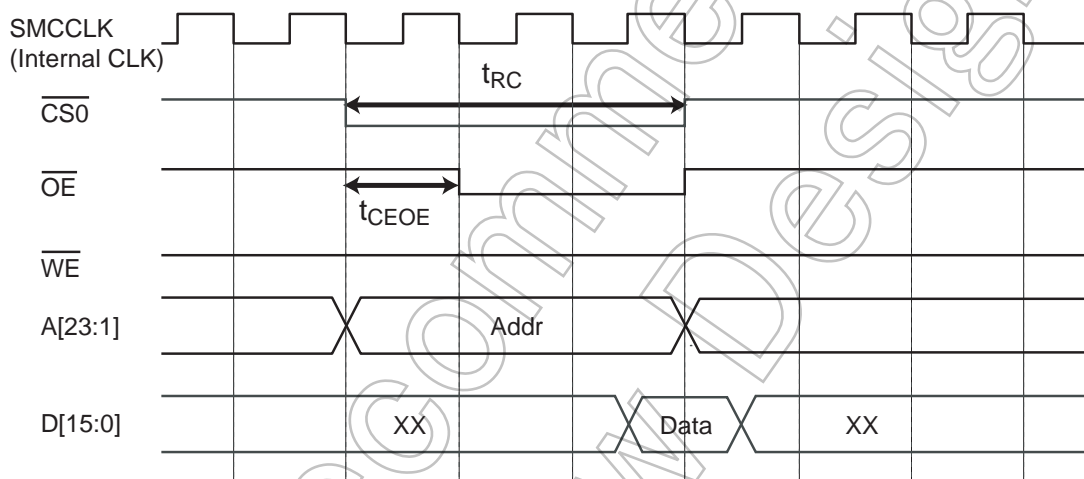 SMCCLK
(Internal CLK)
tRC
CS0
OE
tCEOE
WE
A[23:1]
Addr
D[15:0]
XX
Data
XX